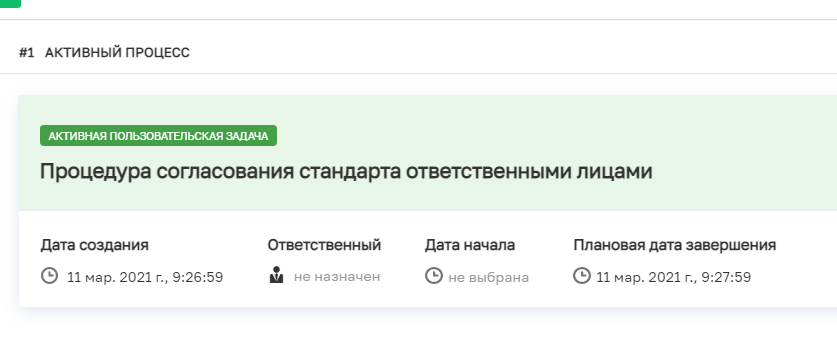 #1 АКТИВНЫЙ ПРОЦЕСС
АКТИВНАЯ ПОЛЬЗОВАТЕЛЬСКАЯ ЗАДАЧА
Процедура согласования стандарта ответственными лицами
Дата создания Ответственный Дата начала Плановая дата завершения
11 мар. 2021 г., 9:26:59 не назначен не выбрана 11 мар. 2021 г., 9:27:59